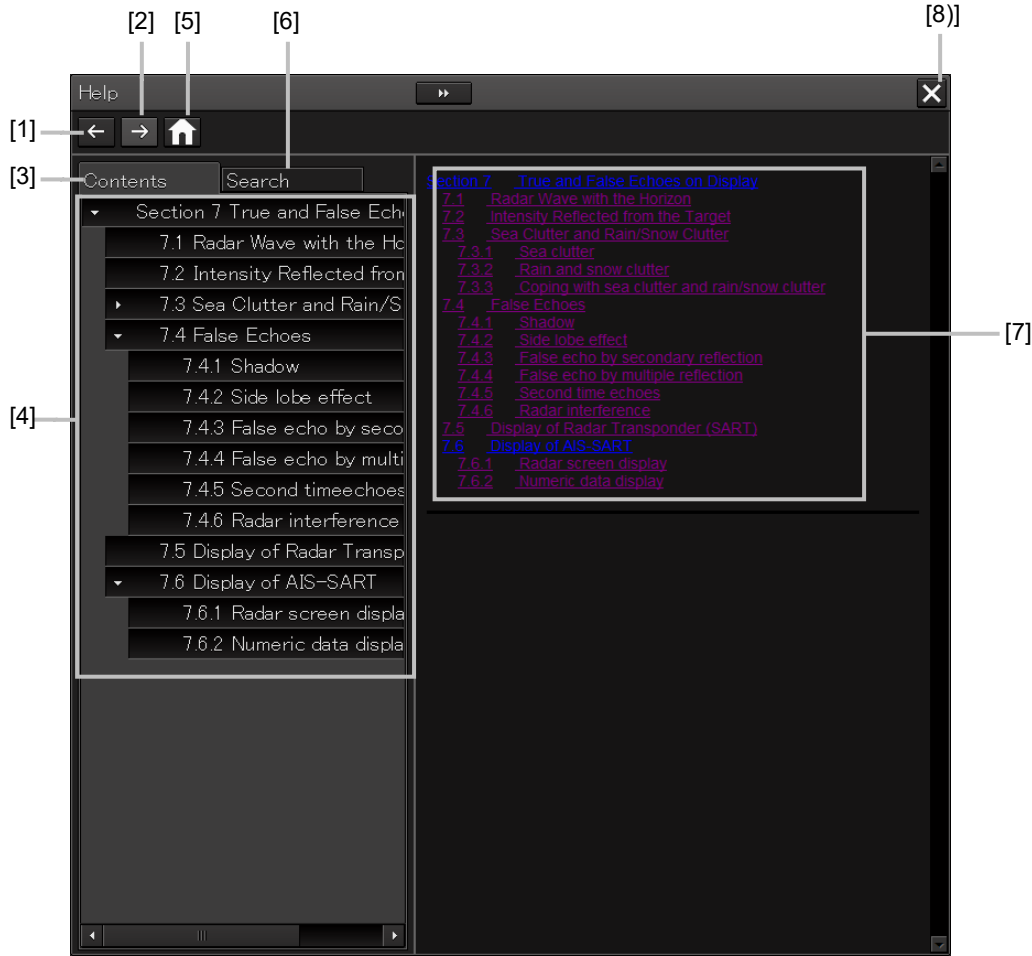 [2] [5] [6] [8)]
Help
[1]
[3]
Contents Search
[4]
Section 7 True and False Ech
7.1 Radar Wave with the Ho
7.2 Intensity Reflected from
7.3 Sea Clutter and Rain/S
7.4 False Echoes
7.4.1 Shadow
7.4.2 Side lobe effect
7.4.3 False echo by seco
7.4.4 False echo by multi
7.4.5 Second timeechoes
7.4.6 Radar interference
7.5 Display of Radar Transp
7.6 Display of AIS-SART
7.6.1 Radar screen displa
7.6.2 Numeric data displa
Section 7 True and False Echoes on Display
7.1 Radar Wave with the Horizon
7.2 Intensity Reflected from the Target
7.3 Sea Clutter and Rain/Snow Clutter
7.3.1 Sea clutter
7.3.2 Rain and snow clutter
7.3.3 Coping with sea clutter and rain/snow clutter
7.4 False Echoes
7.4.1 Shadow
7.4.2 Side lobe effect
7.4.3 False echo by secondary reflection
7.4.4 False echo by multiple reflection
7.4.5 Second time echoes
7.4.6 Radar interference
7.5 Display of Radar Transponder (SART)
7.6 Display of AIS-SART
7.6.1 Radar screen display
7.6.2 Numeric data display
[7]